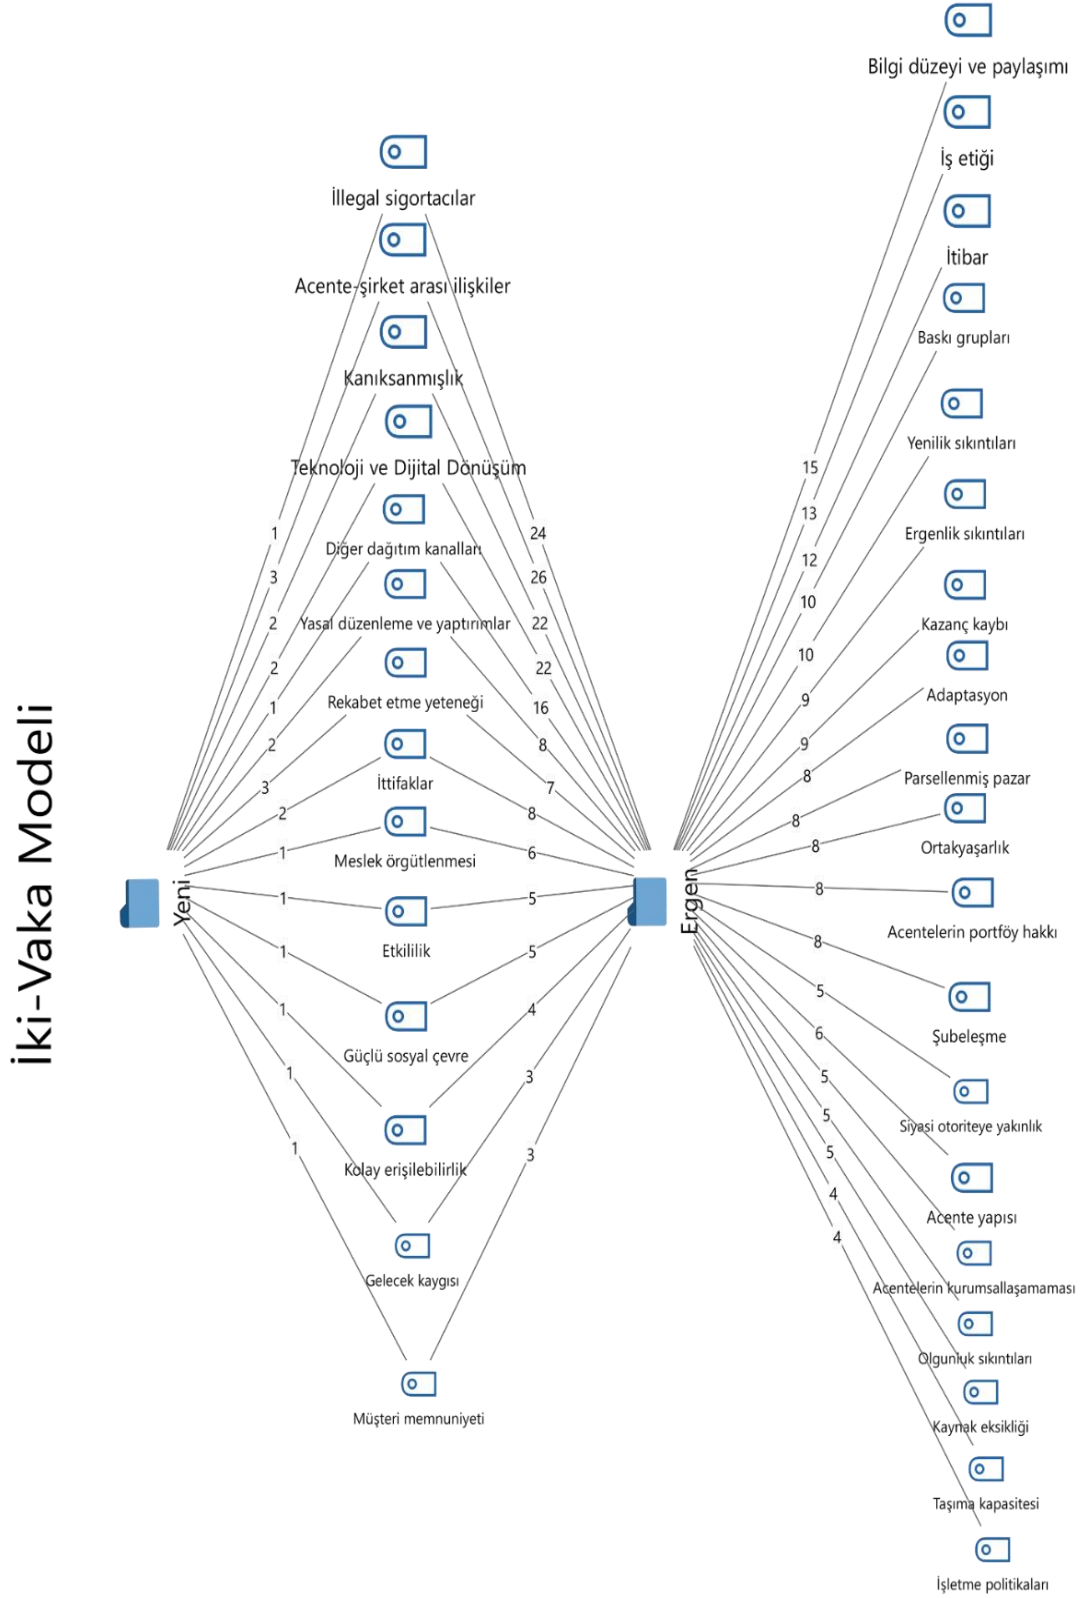 İki-Vaka Modeli
Yeni
İllegal sigortacılar
Acente-şirket arası ilişkiler
Kanıksanmışlık
Teknoloji ve Dijital Dönüşüm
Diğer dağıtım kanalları
Yasal düzenleme ve yaptırımlar
Rekabet etme yeteneği
İttifaklar
Meslek örgütlenmesi
Etkililik
Güçlü sosyal çevre
Kolay erişilebilirlik
Gelecek kaygısı
Müşteri memnuniyeti
1
3
2
2
1
2
3
2
1
1
1
1
1
1
24
26
22
22
16
8
7
8
6
5
5
4
3
3
Ergen
15
13
12
10
10
9
9
8
8
8
8
8
5
6
5
5
5
4
4
Bilgi düzeyi ve paylaşımı
İş etiği
İtibar
Baskı grupları
Yenilik sıkıntıları
Ergenlik sıkıntıları
Kazanç kaybı
Adaptasyon
Parsellenmiş pazar
Ortakyaşarlık
Acentelerin portföy hakkı
Şubeleşme
Siyasi otoriteye yakınlık
Acente yapısı
Acentelerin kurumsallaşamaması
Olgunluk sıkıntıları
Kaynak eksikliği
Taşıma kapasitesi
İşletme politikaları